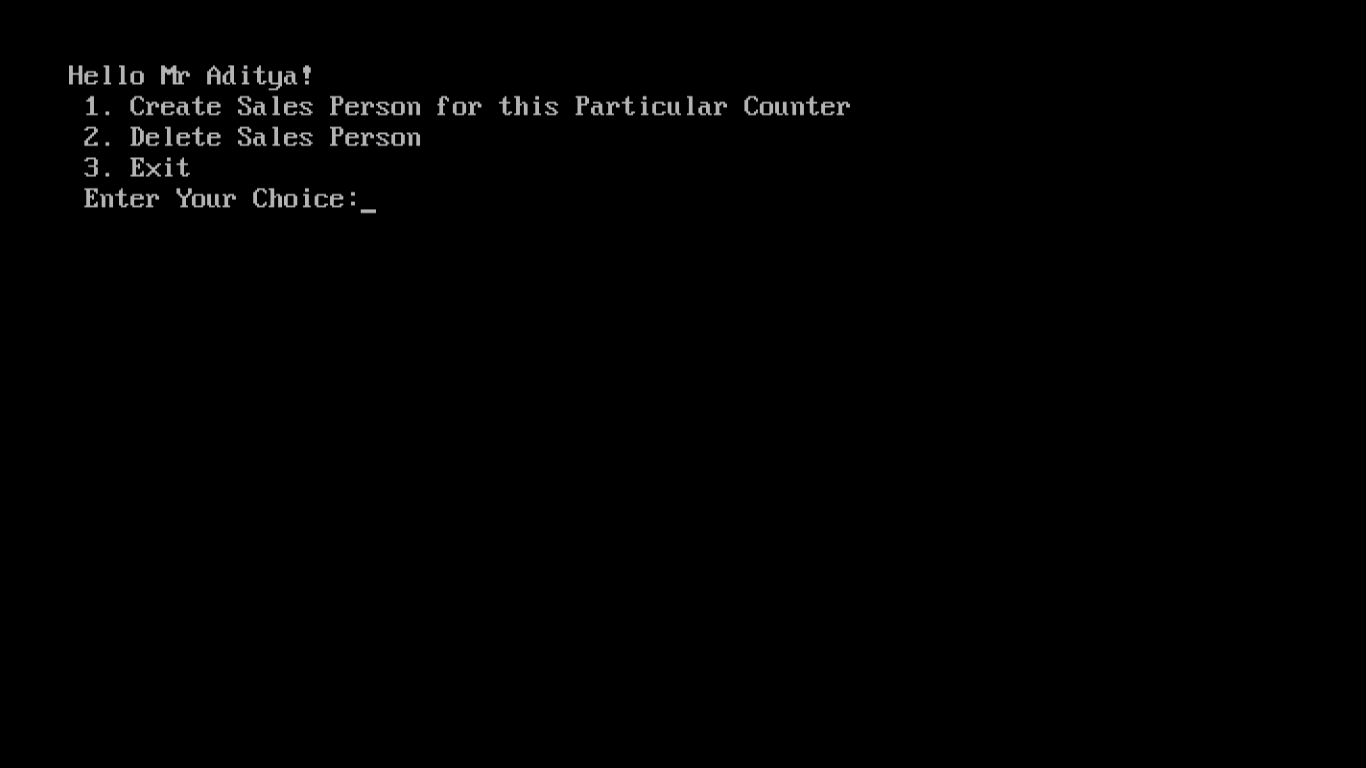 Hello Mr Aditya!
1. Create Sales Person for this Particular Counter
2. Delete Sales Person
3. Exit
Enter Your Choice:_